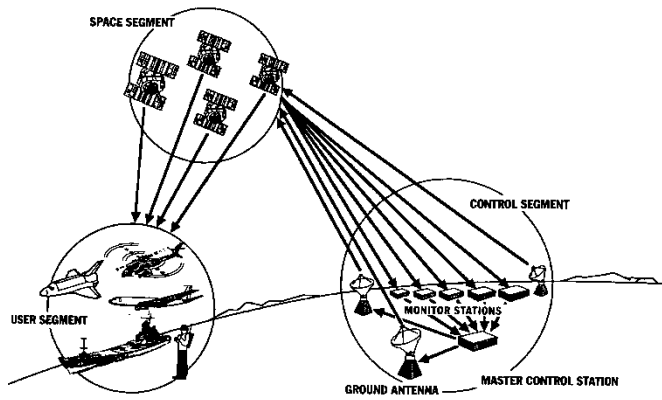 SPACE SEGMENT
CONTROL SEGMENT
USER SEGMENT
MONITOR STATIONS
GROUND ANTENNA
MASTER CONTROL STATION